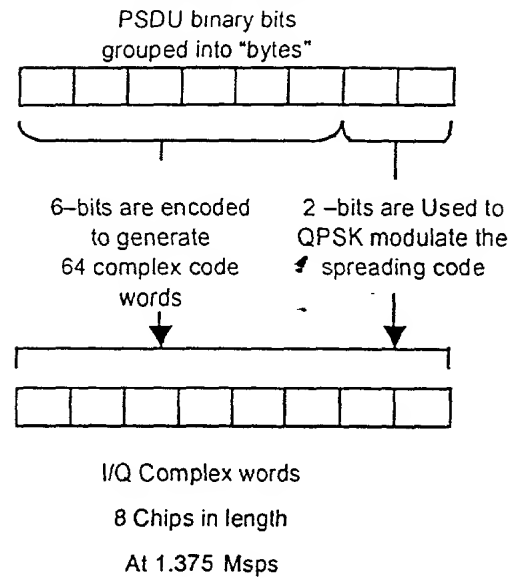 PSDU binary bits
grouped into "bytes"
6–bits are encoded
to generate
64 complex code
words
2 –bits are Used to
QPSK modulate the
spreading code
I/Q Complex words
8 Chips in length
At 1.375 Msps